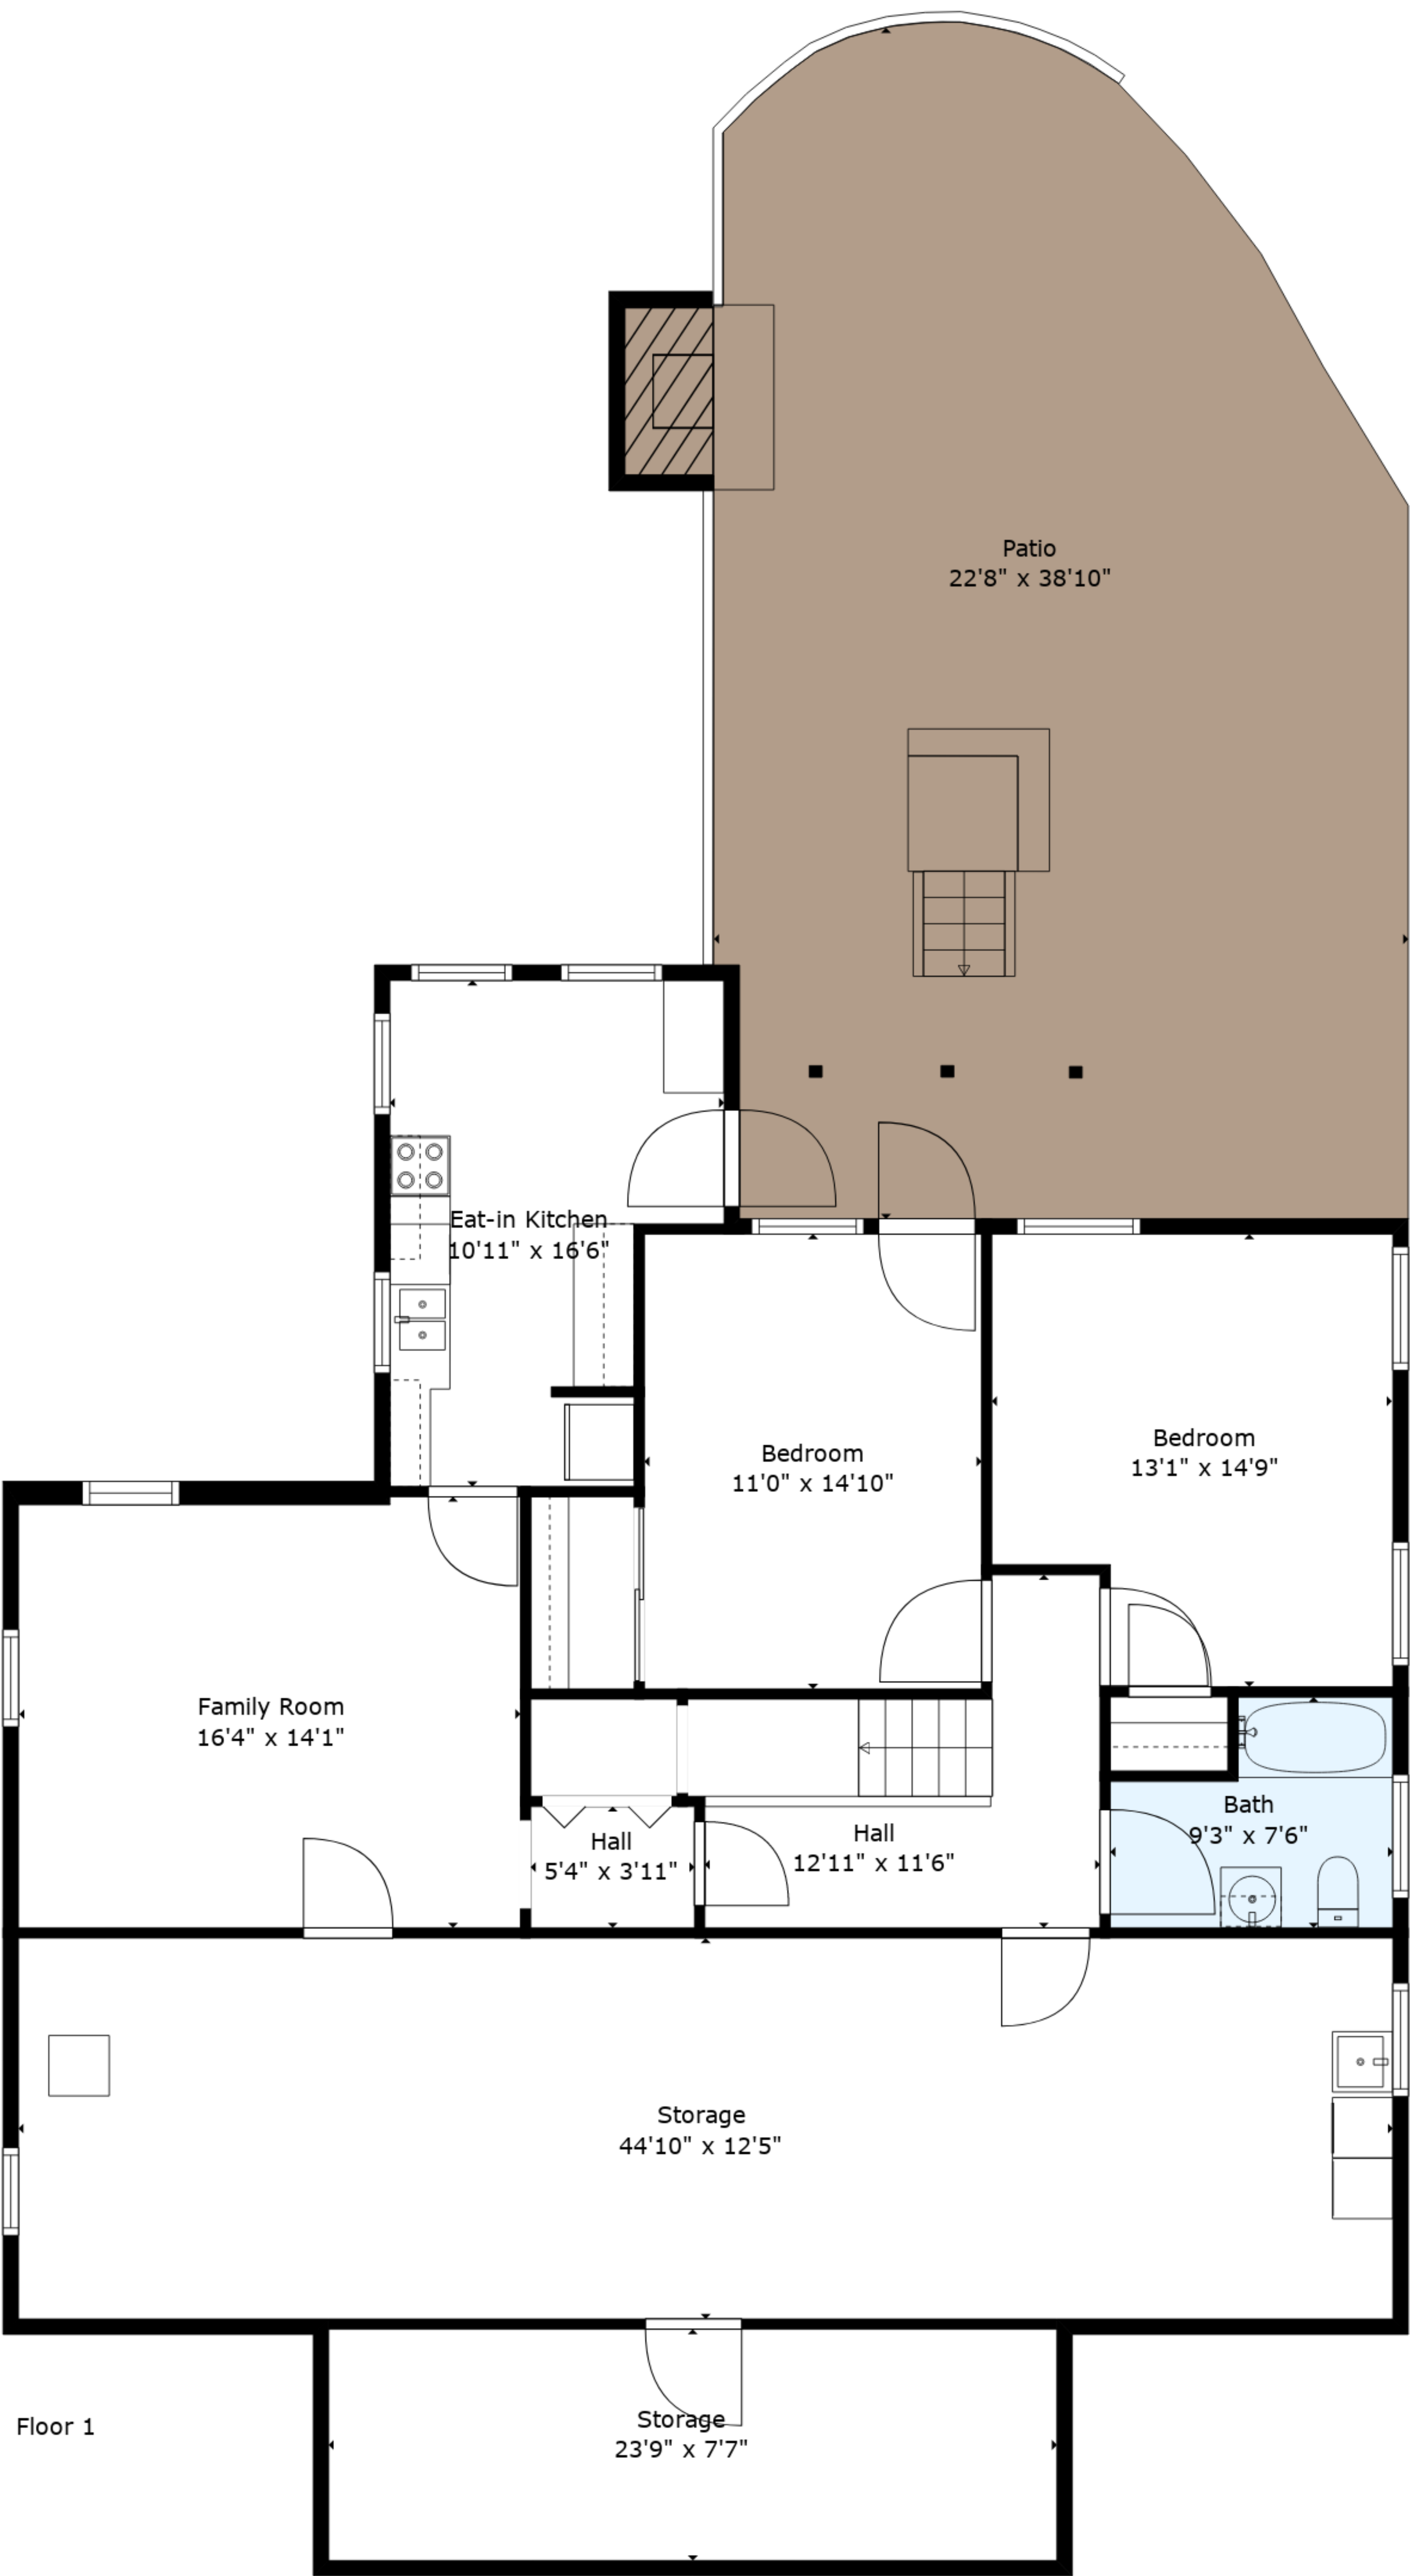 Patio
22'8" x 38'10"
Eat-in Kitchen
10'11" x 16'6"
Bedroom
11'0" x 14'10"
Bedroom
13'1" x 14'9"
Family Room
16'4" x 14'1"
Hall
5'4" x 3'11"
Hall
12'11" x 11'6"
Bath
9'3" x 7'6"
Storage
44'10" x 12'5"
Storage
23'9" x 7'7"
Floor 1